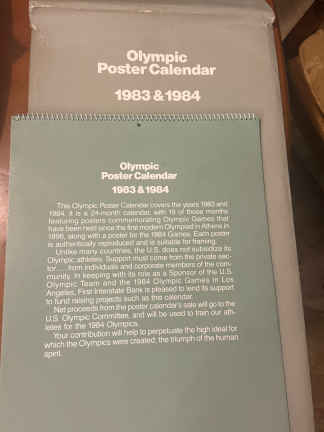 Olympic
Poster Calendar
1983 & 1984
Olympic
Poster Calendar
1983 & 1984
This Olympic Poster Calendar covers the years 1983 and
1984. It is a 24-month calendar, with 19 of those months
featuring posters commemorating Olympic Games that
have been held since the first modern Olympiad in Athens in
1896, along with a poster for the 1984 Games. Each poster
is authentically reproduced and is suitable for framing.
Unlike many countries, the U.S. does not subsidize its
Olympic athletes. Support must come from the private sec-
tor . . . from individuals and corporate members of the com-
munity. In keeping with its role as a Sponsor of the U.S.
Olympic Team and the 1984 Olympic Games in Los
Angeles, First Interstate Bank is pleased to lend its support
to fund raising projects such as this calendar.
Net proceeds from the poster calendar's sale will go to the
U.S. Olympic Committee, and will be used to train our ath-
letes for the 1984 Olympics.
Your contribution will help to perpetuate the high ideal for
which the Olympics were created, the triumph of the human
spirit.